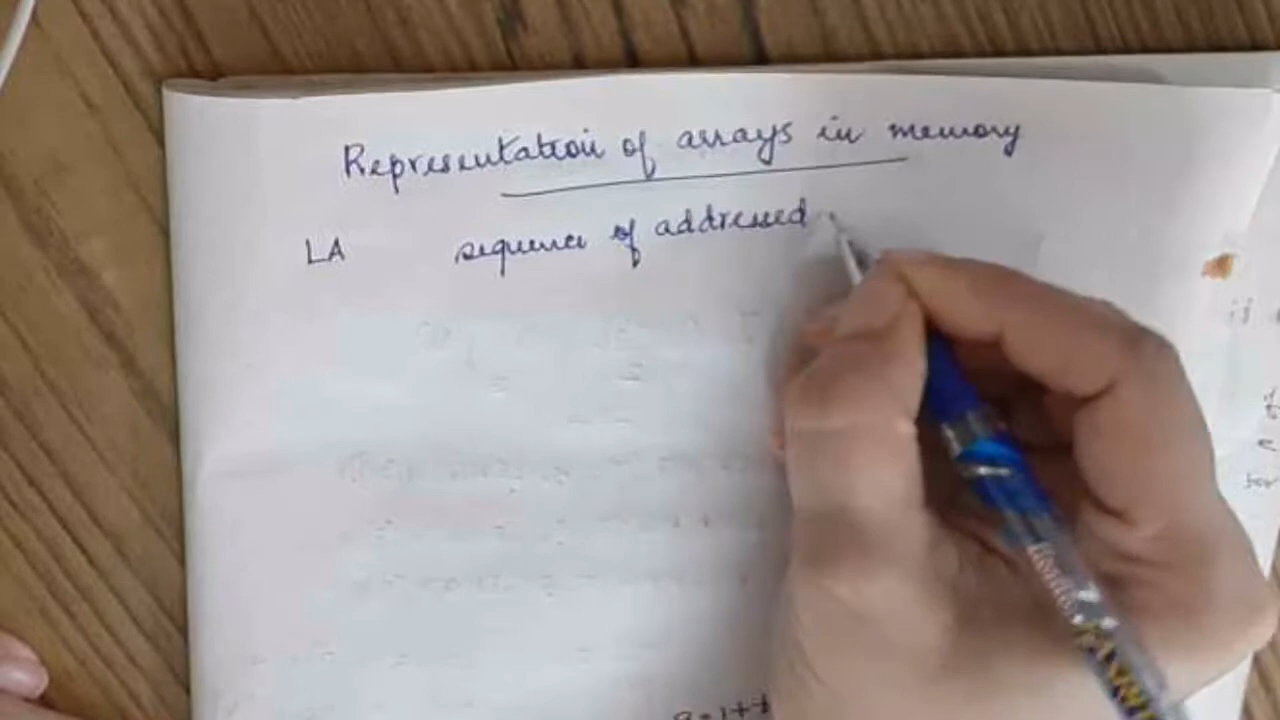 Representation of arrays in memory
LA sequence of addressed